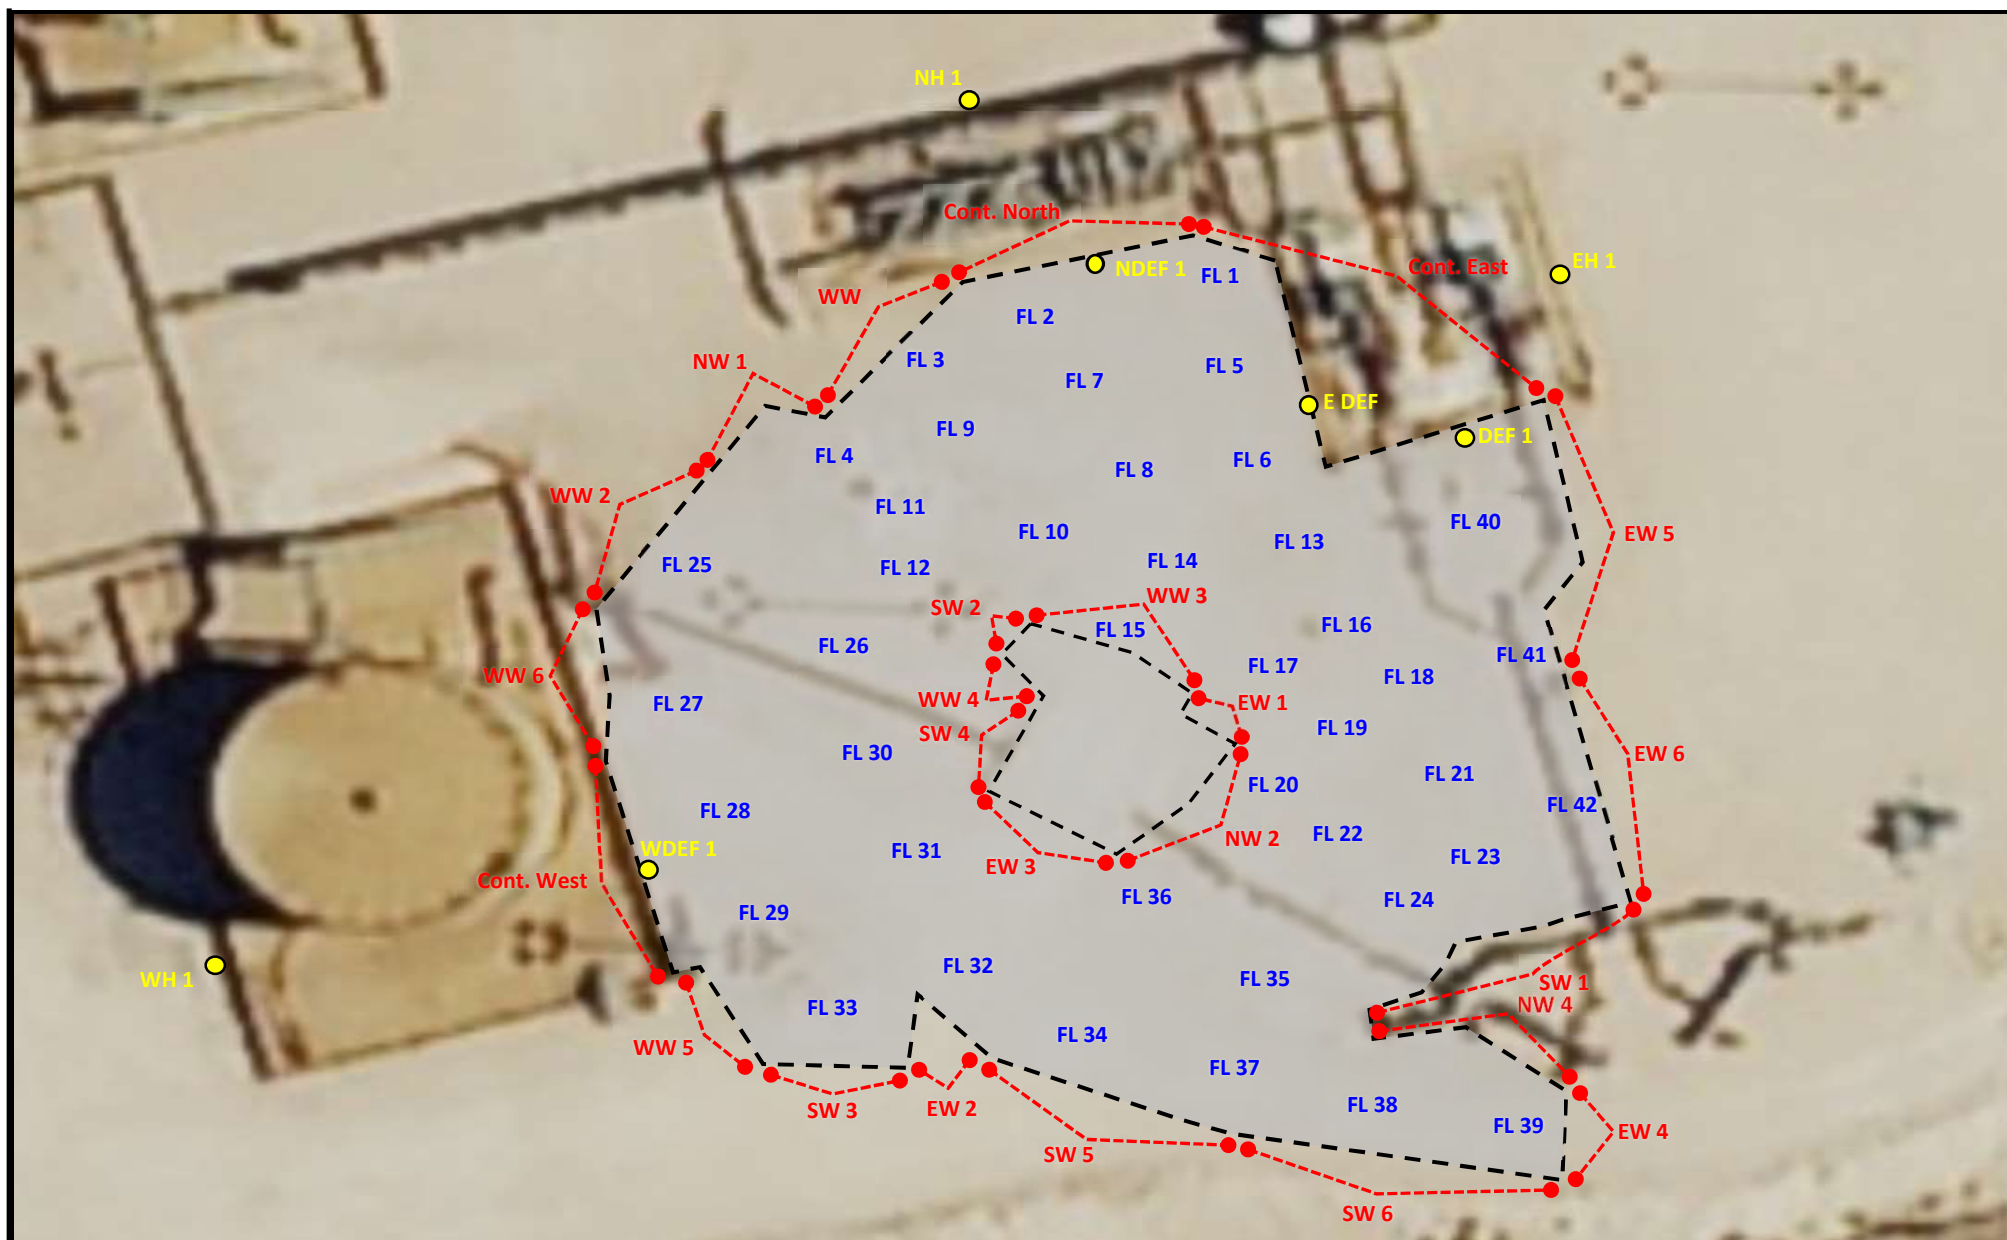 NH 1
Cont. North
EH 1
Cont. East
NDEF 1
FL 1
WW
FL 2
NW 1
FL 3
FL 5
FL 7
E DEF
FL 9
DEF 1
FL 4
FL 6
FL 8
WW 2
FL 11
FL 40
FL 10
FL 13
EW 5
FL 25
FL 12
FL 14
WW 3
SW 2
FL 15
FL 16
FL 26
FL 41
FL 17
WW 6
FL 18
FL 27
WW 4
EW 1
FL 19
SW 4
FL 30
EW 6
FL 21
FL 20
FL 42
FL 28
FL 22
NW 2
WDEF 1
FL 31
FL 23
EW 3
Cont. West
FL 36
FL 24
FL 29
FL 32
WH 1
FL 35
SW 1
NW 4
FL 33
FL 34
WW 5
FL 37
FL 38
SW 3
EW 2
FL 39
EW 4
SW 5
SW 6